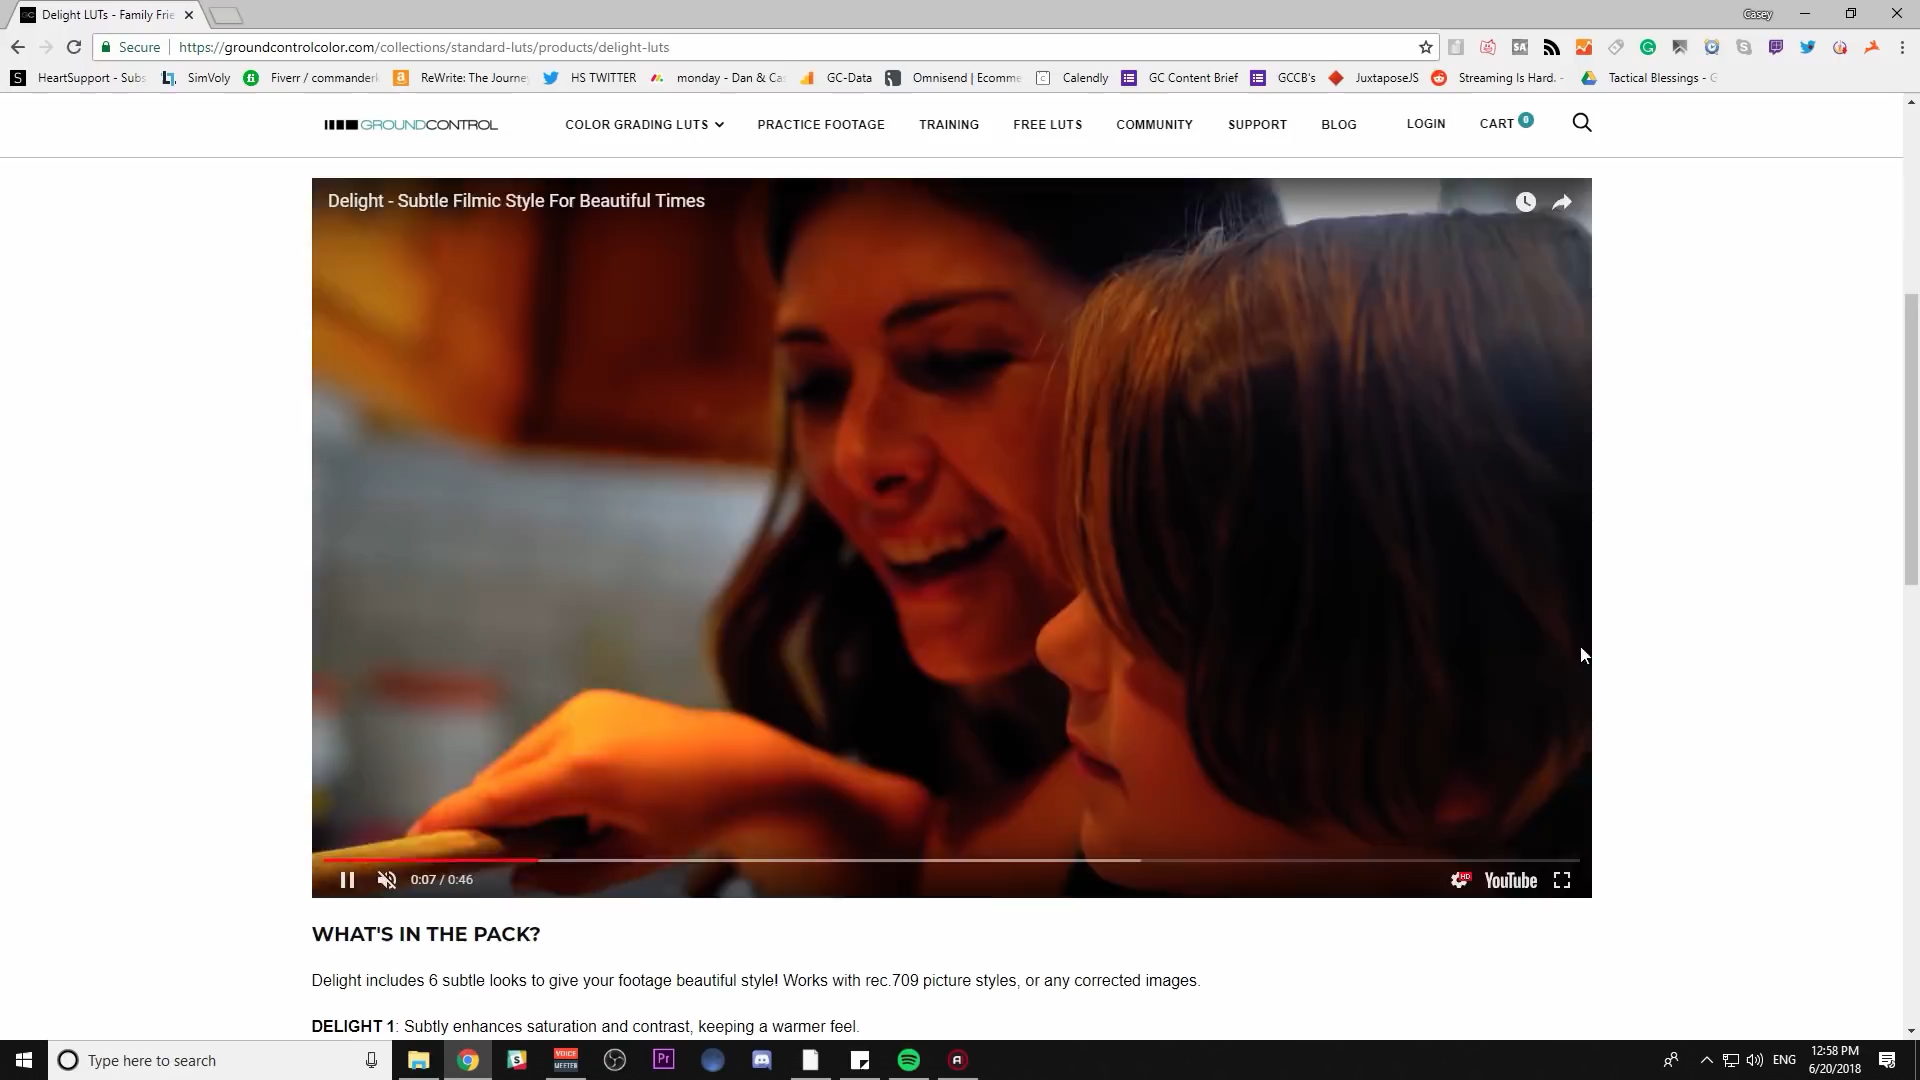 Delight LUTs - Family Frie
Casey
Secure
https://groundcontrolcolor.com/collections/standard-luts/products/delight-luts
HeartSupport - Subs
SimVoly
Fiverr / commanderk
ReWrite: The Journe
HS TWITTER
monday - Dan & Ca
GC-Data
Omnisend | Ecomme
Calendly
GC Content Brief
GCCB's
JuxtaposeJS
Streaming Is Hard. -
Tactical Blessings - G
GROUNDCONTROL
COLOR GRADING LUTS
PRACTICE FOOTAGE
TRAINING
FREE LUTS
COMMUNITY
SUPPORT
BLOG
LOGIN
CART 0
Delight - Subtle Filmic Style For Beautiful Times
0:07 / 0:46
HD
YouTube
WHAT'S IN THE PACK?
Delight includes 6 subtle looks to give your footage beautiful style! Works with rec.709 picture styles, or any corrected images.
DELIGHT 1: Subtly enhances saturation and contrast, keeping a warmer feel.
Type here to search
VOICE
MEETER
Pr
ENG
12:58 PM
6/20/2018